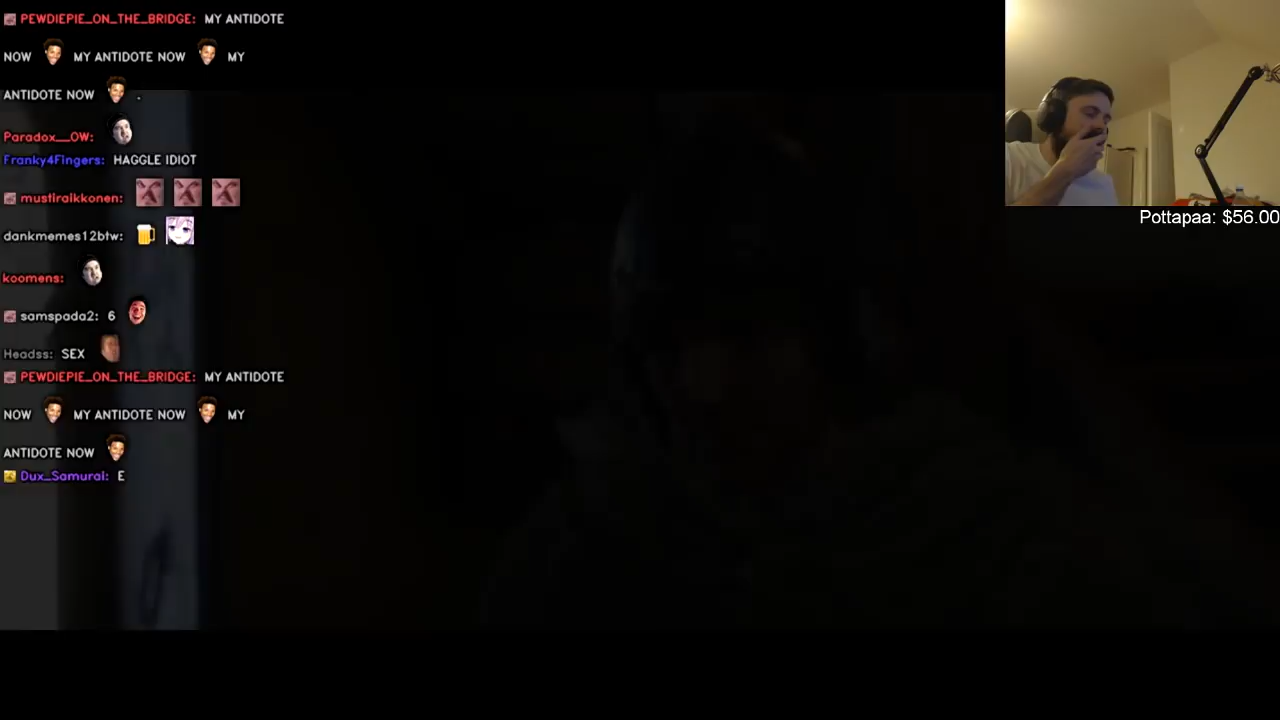 PEWDIEPIE_ON_THE_BRIDGE: MY ANTIDOTE
NOW MY ANTIDOTE NOW MY
ANTIDOTE NOW .
Paradox__OW:
Franky4Fingers: HAGGLE IDIOT
mustiraikkonen:
dankmemes12btw:
koomens:
samspada2: 6
Headss: SEX
PEWDIEPIE_ON_THE_BRIDGE: MY ANTIDOTE
NOW MY ANTIDOTE NOW MY
ANTIDOTE NOW
Dux_Samurai: E
Pottapaa: $56.00